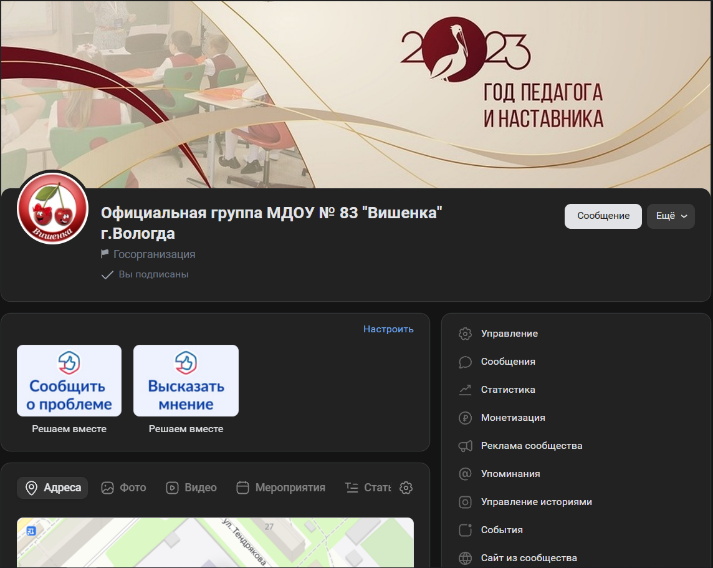 2023
ГОД ПЕДАГОГА
И НАСТАВНИКА
Вишенка
Официальная группа МДОУ № 83 "Вишенка"
г.Вологда
Госорганизация
Вы подписаны
Сообщение
Ещё
Настроить
Сообщить
о проблеме
Решаем вместе
Высказать
мнение
Решаем вместе
Адреса
Фото
Видео
Мероприятия
Стать
ул.Тендрякова
27
Управление
Сообщения
Статистика
Монетизация
Реклама сообщества
Упоминания
Управление историями
События
Сайт из сообщества